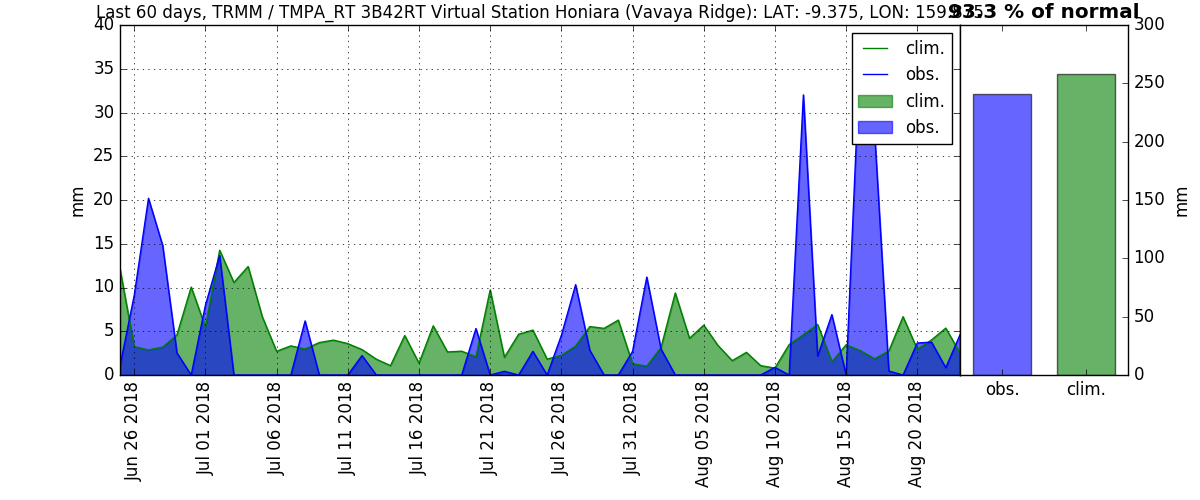 Last 60 days, TRMM / TMPA_RT 3B42RT Virtual Station Honiara (Vavaya Ridge): LAT: -9.375, LON: 159.875
93.3 % of normal
40
35
30
25
20
15
10
5
0
mm
clim.
obs.
clim.
obs.
Jun 26 2018
Jul 01 2018
Jul 06 2018
Jul 11 2018
Jul 16 2018
Jul 21 2018
Jul 26 2018
Jul 31 2018
Aug 05 2018
Aug 10 2018
Aug 15 2018
Aug 20 2018
300
250
200
150
100
50
0
mm
obs.
clim.